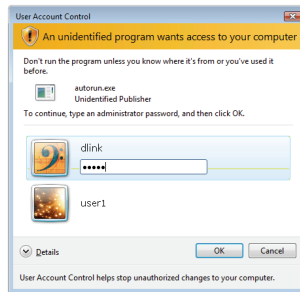 User Account Control
An unidentified program wants access to your computer
Don't run the program unless you know where it's from or you've used it
before.
autorun.exe
Unidentified Publisher
To continue, type an administrator password, and then click OK.
dlink
•••••
user1
Details
OK
Cancel
User Account Control helps stop unauthorized changes to your computer.